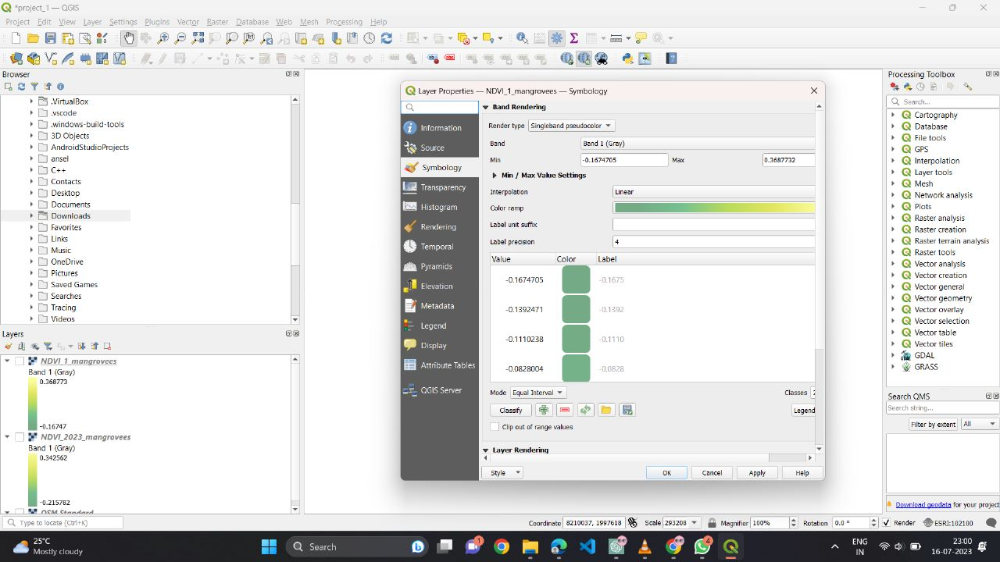 *project_1 — QGIS
Project Edit View Layer Settings Plugins Vector Raster Database Web Mesh Processing Help
Browser
.VirtualBox
.vscode
.windows-build-tools
3D Objects
AndroidStudioProjects
ansel
C++
Contacts
Desktop
Documents
Downloads
Favorites
Links
Music
OneDrive
Pictures
Saved Games
Searches
Tracing
Videos
Layers
NDVI_1_mangrovees
Band 1 (Gray)
0.368773
-0.16747
NDVI_2023_mangrovees
Band 1 (Gray)
0.342562
-0.215782
OSM Standard
Layer Properties — NDVI_1_mangrovees — Symbology
Information
Source
Symbology
Transparency
Histogram
Rendering
Temporal
Pyramids
Elevation
Metadata
Legend
Display
Attribute Tables
QGIS Server
Band Rendering
Render type Singleband pseudocolor
Band Band 1 (Gray)
Min -0.1674705 Max 0.3687732
Min / Max Value Settings
Interpolation Linear
Color ramp
Label unit suffix
Label precision 4
Value Color Label
-0.1674705 -0.1675
-0.1392471 -0.1392
-0.1110238 -0.1110
-0.0828004 -0.0828
Mode Equal Interval Classes
Classify Legend
Clip out of range values
Layer Rendering
Style OK Cancel Apply Help
Processing Toolbox
Search...
Cartography
Database
File tools
GPS
Interpolation
Layer tools
Mesh
Network analysis
Plots
Raster analysis
Raster creation
Raster terrain analysis
Raster tools
Vector analysis
Vector creation
Vector general
Vector geometry
Vector overlay
Vector selection
Vector table
Vector tiles
GDAL
GRASS
Search QMS
Search string...
Filter by extent All
Download geodata for your project
Type to locate (Ctrl+K)
Coordinate 8119037, 1997618 Scale 293208 Magnifier 100% Rotation 0.0 ° Render ESRI:102100
25°C
Mostly cloudy
Search
1
4
ENG
IN
23:00
16-07-2023